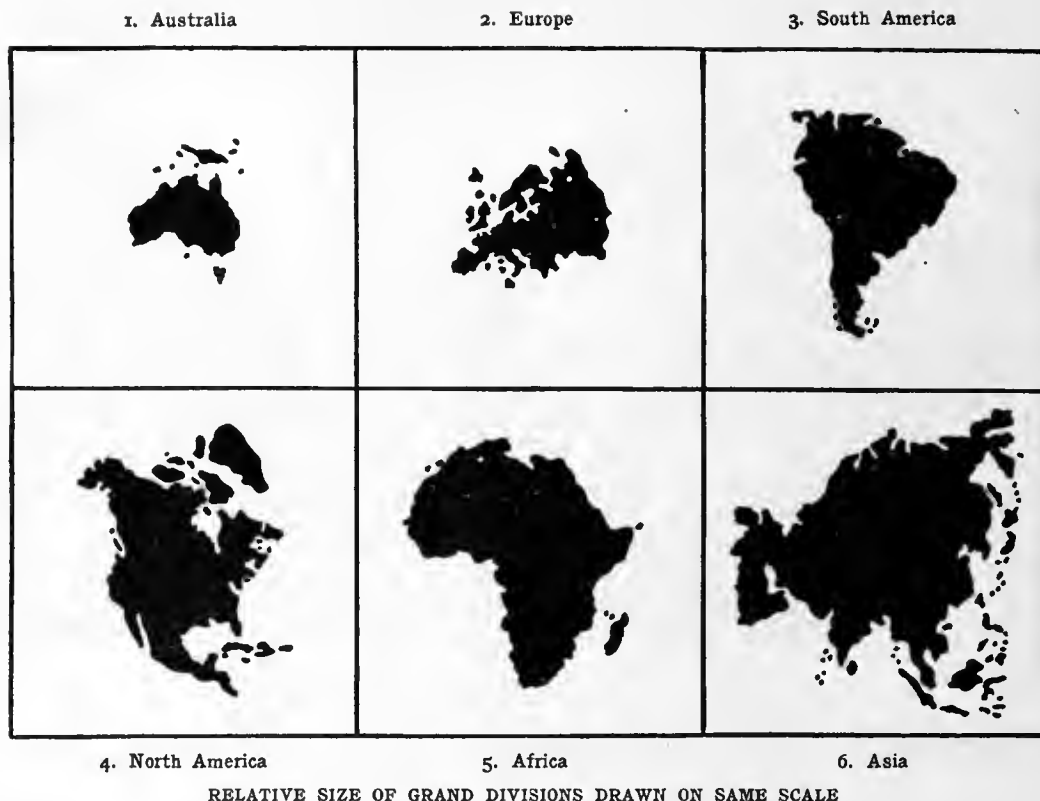 1. Australia
2. Europe
3. South America
4. North America
5. Africa
6. Asia
RELATIVE SIZE OF GRAND DIVISIONS DRAWN ON SAME SCALE